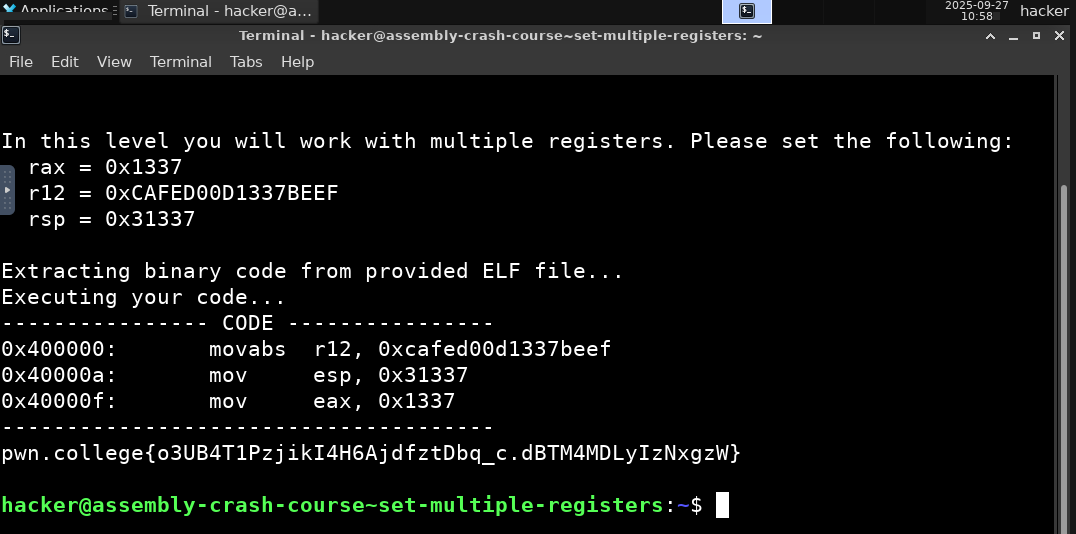 Applications
Terminal - hacker@a...
2025-09-27
10:58
hacker
Terminal - hacker@assembly-crash-course~set-multiple-registers: ~
File Edit View Terminal Tabs Help
In this level you will work with multiple registers. Please set the following:
rax = 0x1337
r12 = 0xCAFED00D1337BEEF
rsp = 0x31337
Extracting binary code from provided ELF file...
Executing your code...
---------------- CODE ----------------
0x400000: movabs r12, 0xcafed00d1337beef
0x40000a: mov esp, 0x31337
0x40000f: mov eax, 0x1337
--------------------------------------
pwn.college{o3UB4T1PzjikI4H6AjdfztDbq_c.dBTM4MDLyIzNxgzW}
hacker@assembly-crash-course~set-multiple-registers:~$